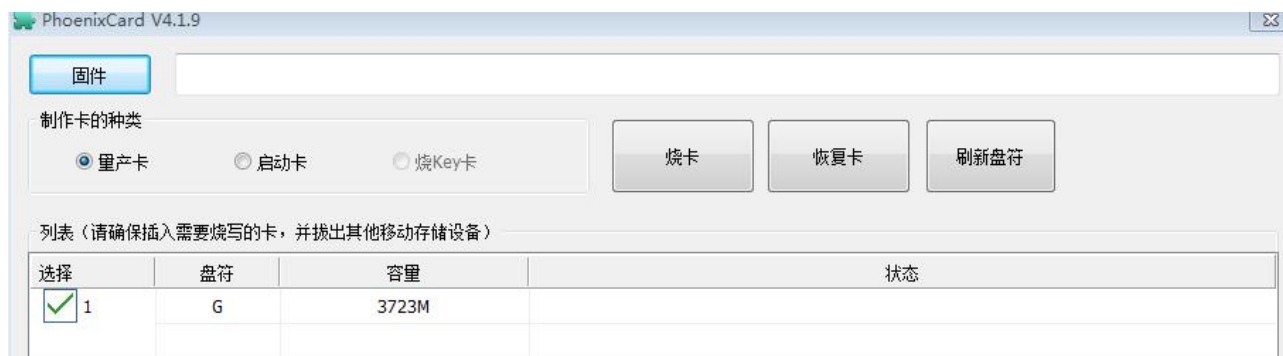 PhoenixCard V4.1.9
固件
制作卡的种类
量产卡 启动卡 烧Key卡
烧卡 恢复卡 刷新盘符
列表（请确保插入需要烧写的卡，并拔出其他移动存储设备）
选择 盘符 容量 状态
1 G 3723M